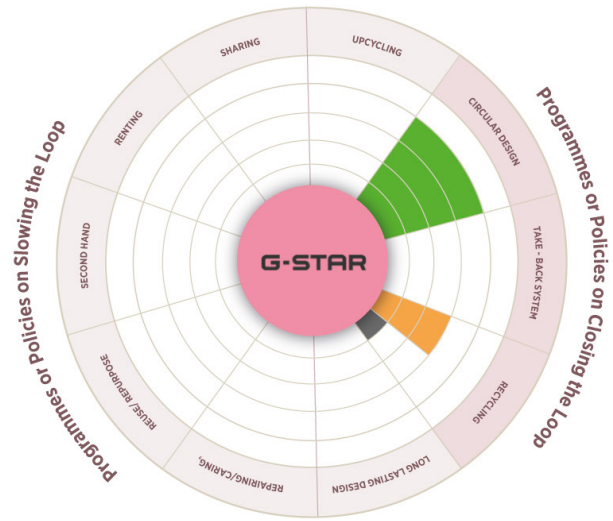 Programmes or Policies on Slowing the Loop
Programmes or Policies on Closing the Loop
SHARING
UPCYCLING
CIRCULAR DESIGN
TAKE - BACK SYSTEM
RECYCLING
LONG LASTING DESIGN
REPAIRING/CARING,
REUSE/ REPURPOSE
SECOND HAND
RENTING
G-STAR